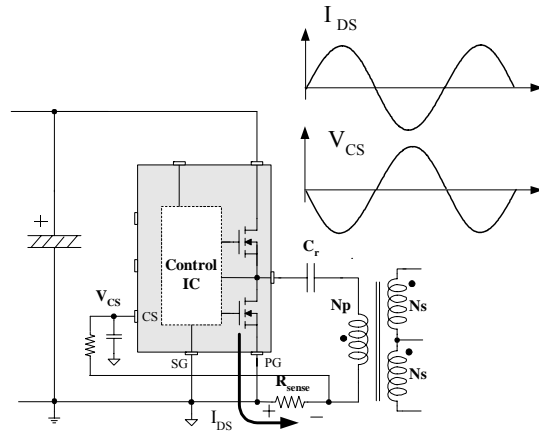 I DS
V CS
Control
IC
C r
V CS
CS
Np
Ns
Ns
SG
PG
R sense
+
+
−
I DS